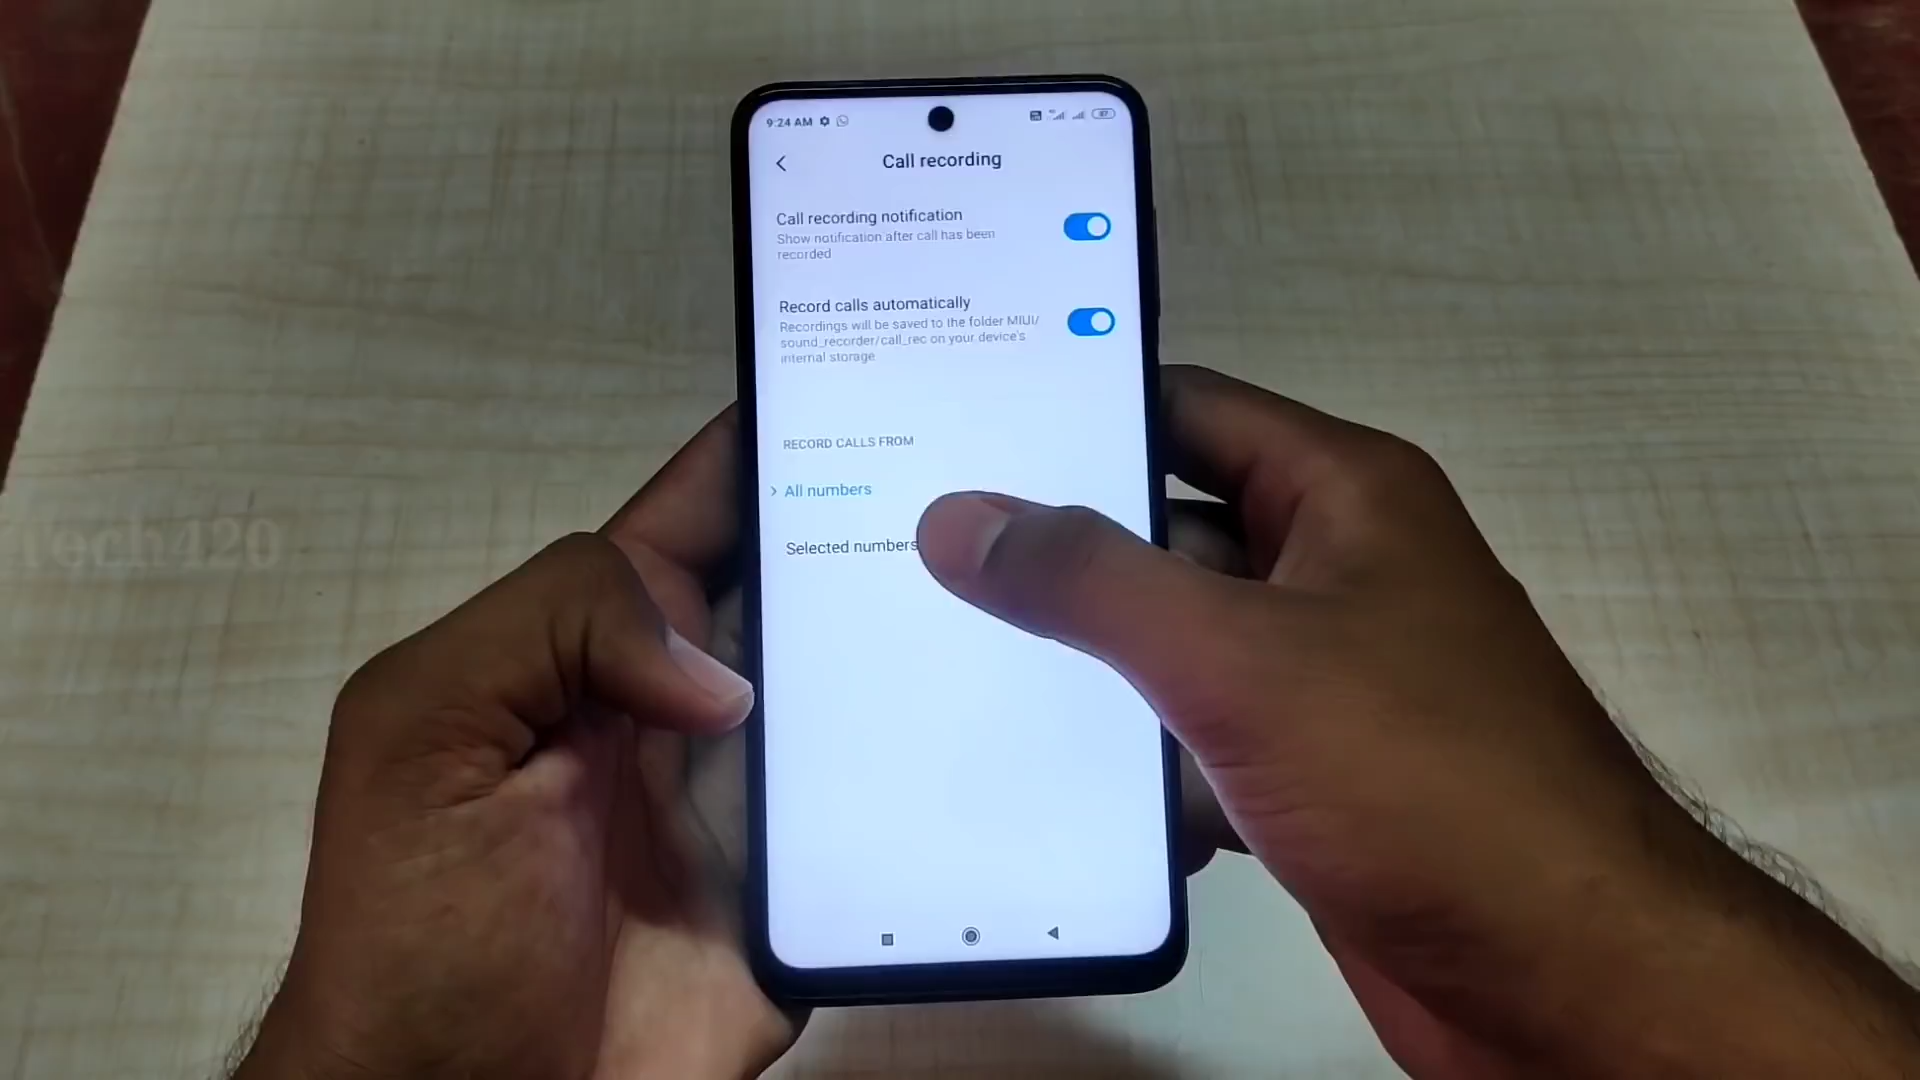 Tech420
9:24 AM
87
Call recording
Call recording notification
Show notification after call has been
recorded
Record calls automatically
Recordings will be saved to the folder MIUI/
sound_recorder/call_rec on your device's
internal storage
RECORD CALLS FROM
All numbers
Selected numbers